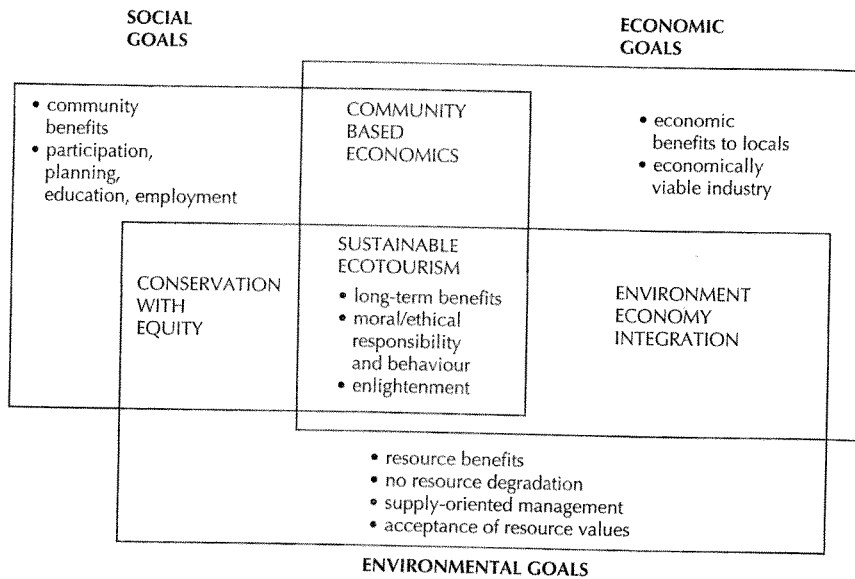 SOCIAL
GOALS
ECONOMIC
GOALS
• community
benefits
• participation,
planning,
education, employment
COMMUNITY
BASED
ECONOMICS
• economic
benefits to locals
• economically
viable industry
CONSERVATION
WITH
EQUITY
SUSTAINABLE
ECOTOURISM
• long-term benefits
• moral/ethical
responsibility
and behaviour
• enlightenment
ENVIRONMENT
ECONOMY
INTEGRATION
• resource benefits
• no resource degradation
• supply-oriented management
• acceptance of resource values
ENVIRONMENTAL GOALS